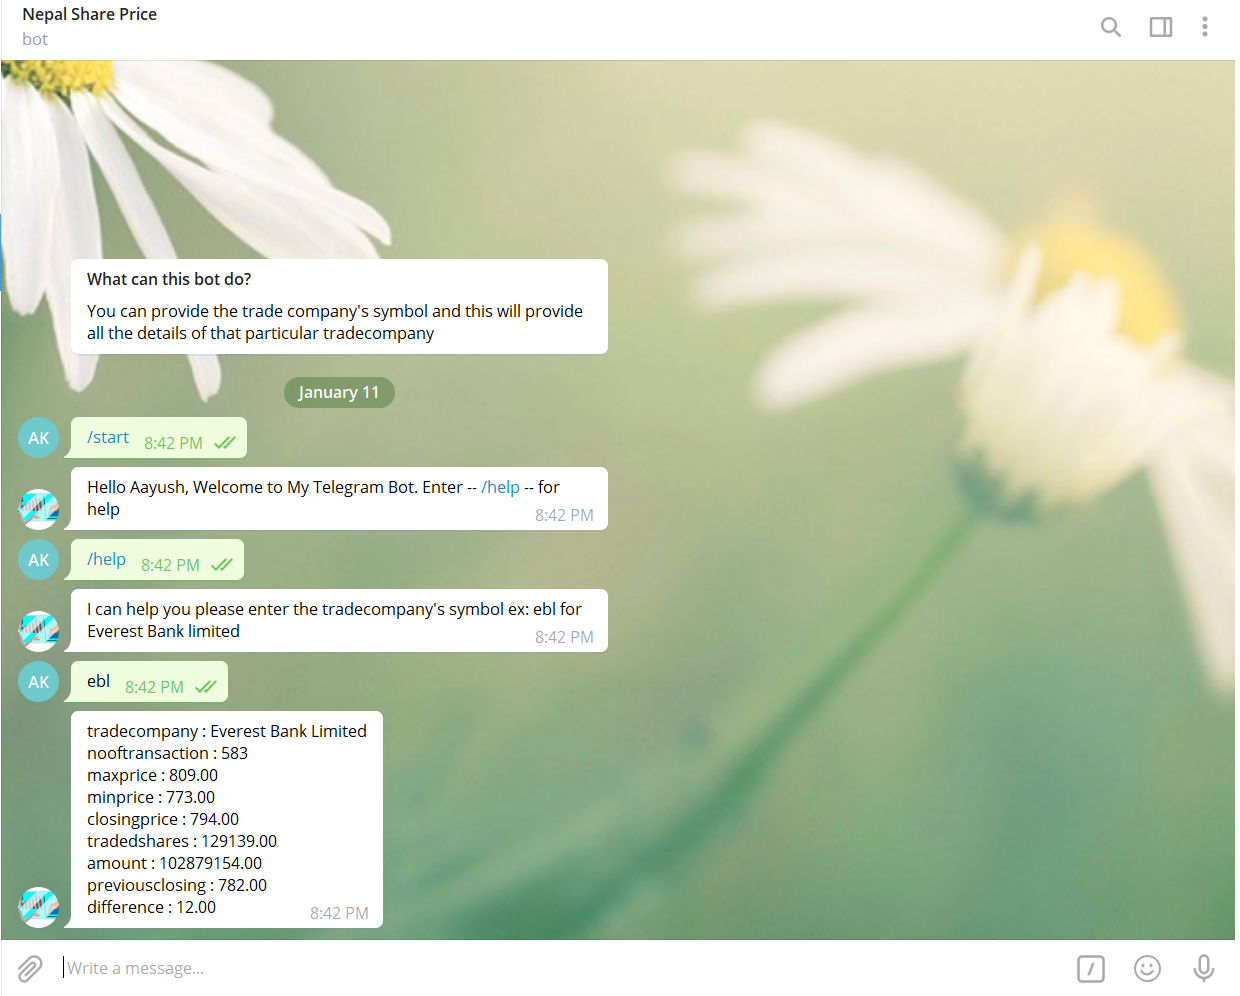 Nepal Share Price
bot
What can this bot do?
You can provide the trade company's symbol and this will provide
all the details of that particular tradecompany
January 11
AK
/start 8:42 PM
Hello Aayush, Welcome to My Telegram Bot. Enter -- /help -- for
help
8:42 PM
AK
/help 8:42 PM
I can help you please enter the tradecompany's symbol ex: ebl for
Everest Bank limited
8:42 PM
AK
ebl 8:42 PM
tradecompany : Everest Bank Limited
nooftransaction : 583
maxprice : 809.00
minprice : 773.00
closingprice : 794.00
tradedshares : 129139.00
amount : 102879154.00
previousclosing : 782.00
difference : 12.00
8:42 PM
Write a message...